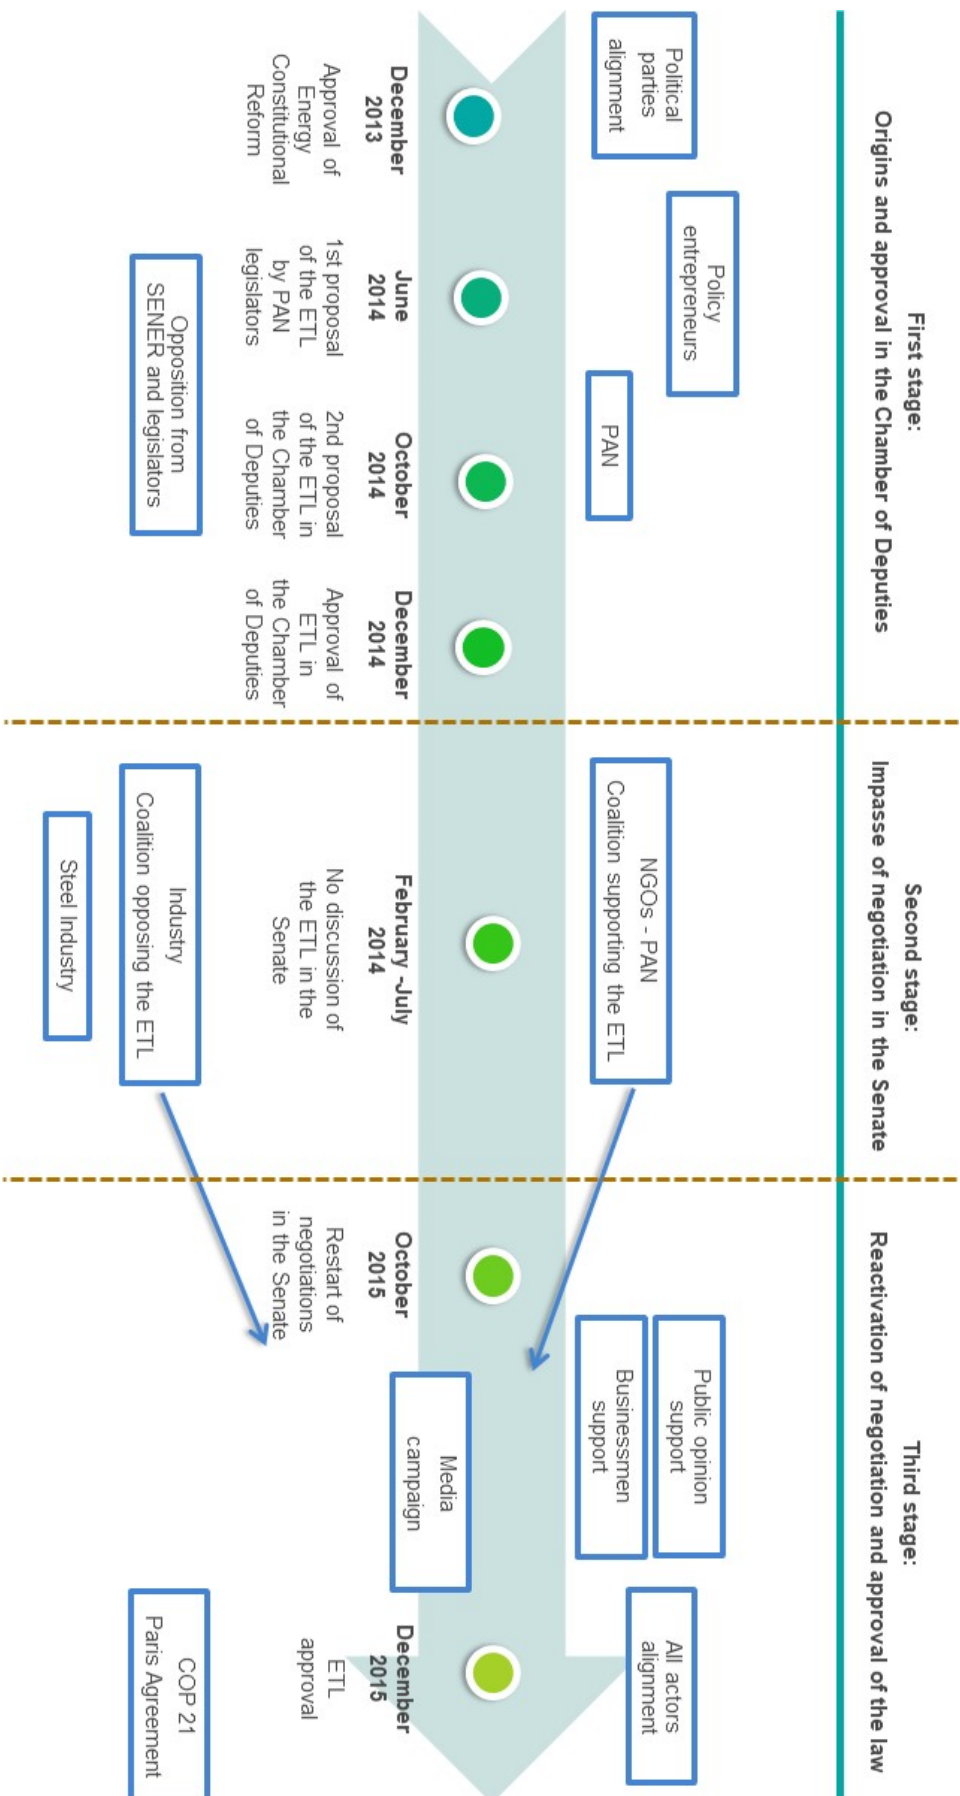 First stage:
Origins and approval in the Chamber of Deputies
Second stage:
Impasse of negotiation in the Senate
Third stage:
Reactivation of negotiation and approval of the law
Political
parties
alignment
Policy
entrepreneurs
PAN
NGOs - PAN
Coalition supporting the ETL
Public opinion
support
Businessmen
support
All actors
alignment
Media
campaign
December
2013
Approval of
Energy
Constitutional
Reform
June
2014
1st proposal
of the ETL
by PAN
legislators
October
2014
2nd proposal
of the ETL in
the Chamber
of Deputies
December
2014
Approval of
ETL in
the Chamber
of Deputies
February -July
2014
No discussion of
the ETL in the
Senate
October
2015
Restart of
negotiations
in the Senate
December
2015
ETL
approval
Opposition from
SENER and legislators
Industry
Coalition opposing the ETL
Steel Industry
COP 21
Paris Agreement